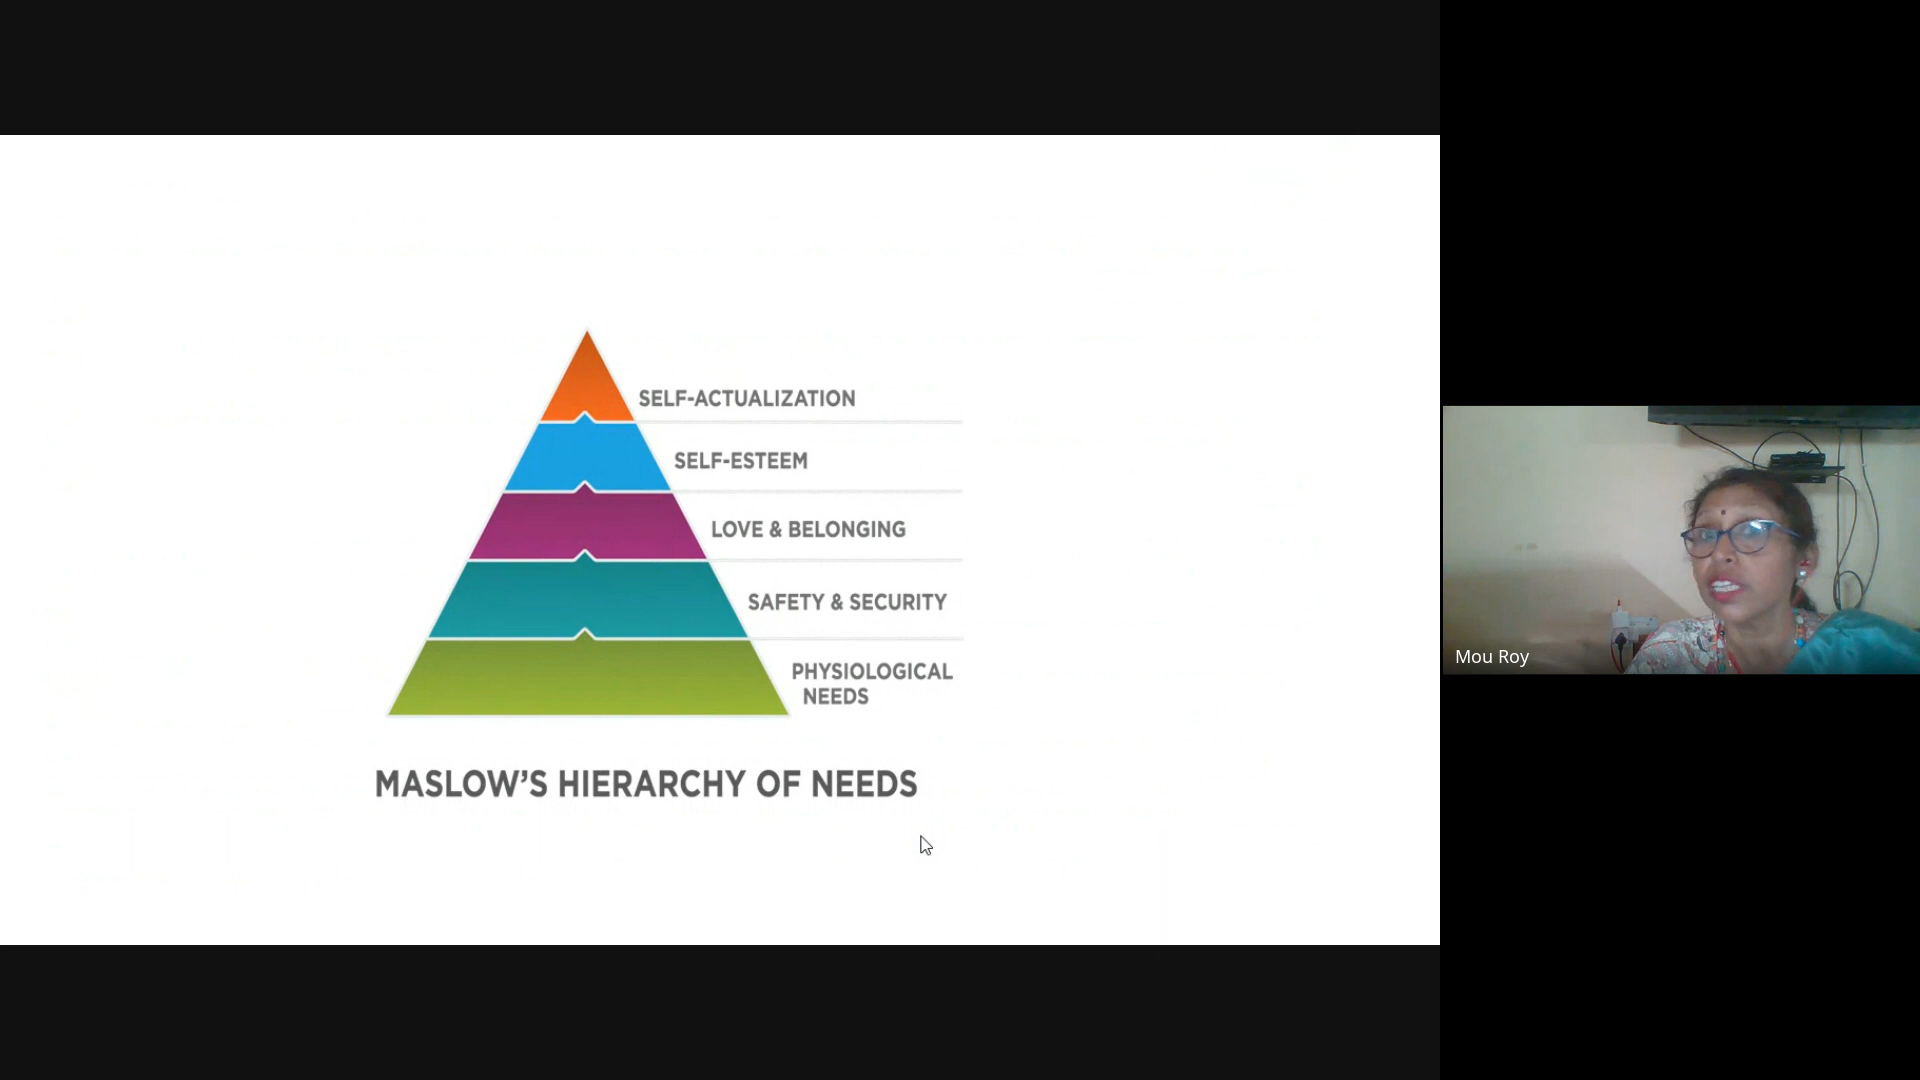 SELF-ACTUALIZATION
SELF-ESTEEM
LOVE & BELONGING
SAFETY & SECURITY
PHYSIOLOGICAL
NEEDS
MASLOW’S HIERARCHY OF NEEDS
Mou Roy